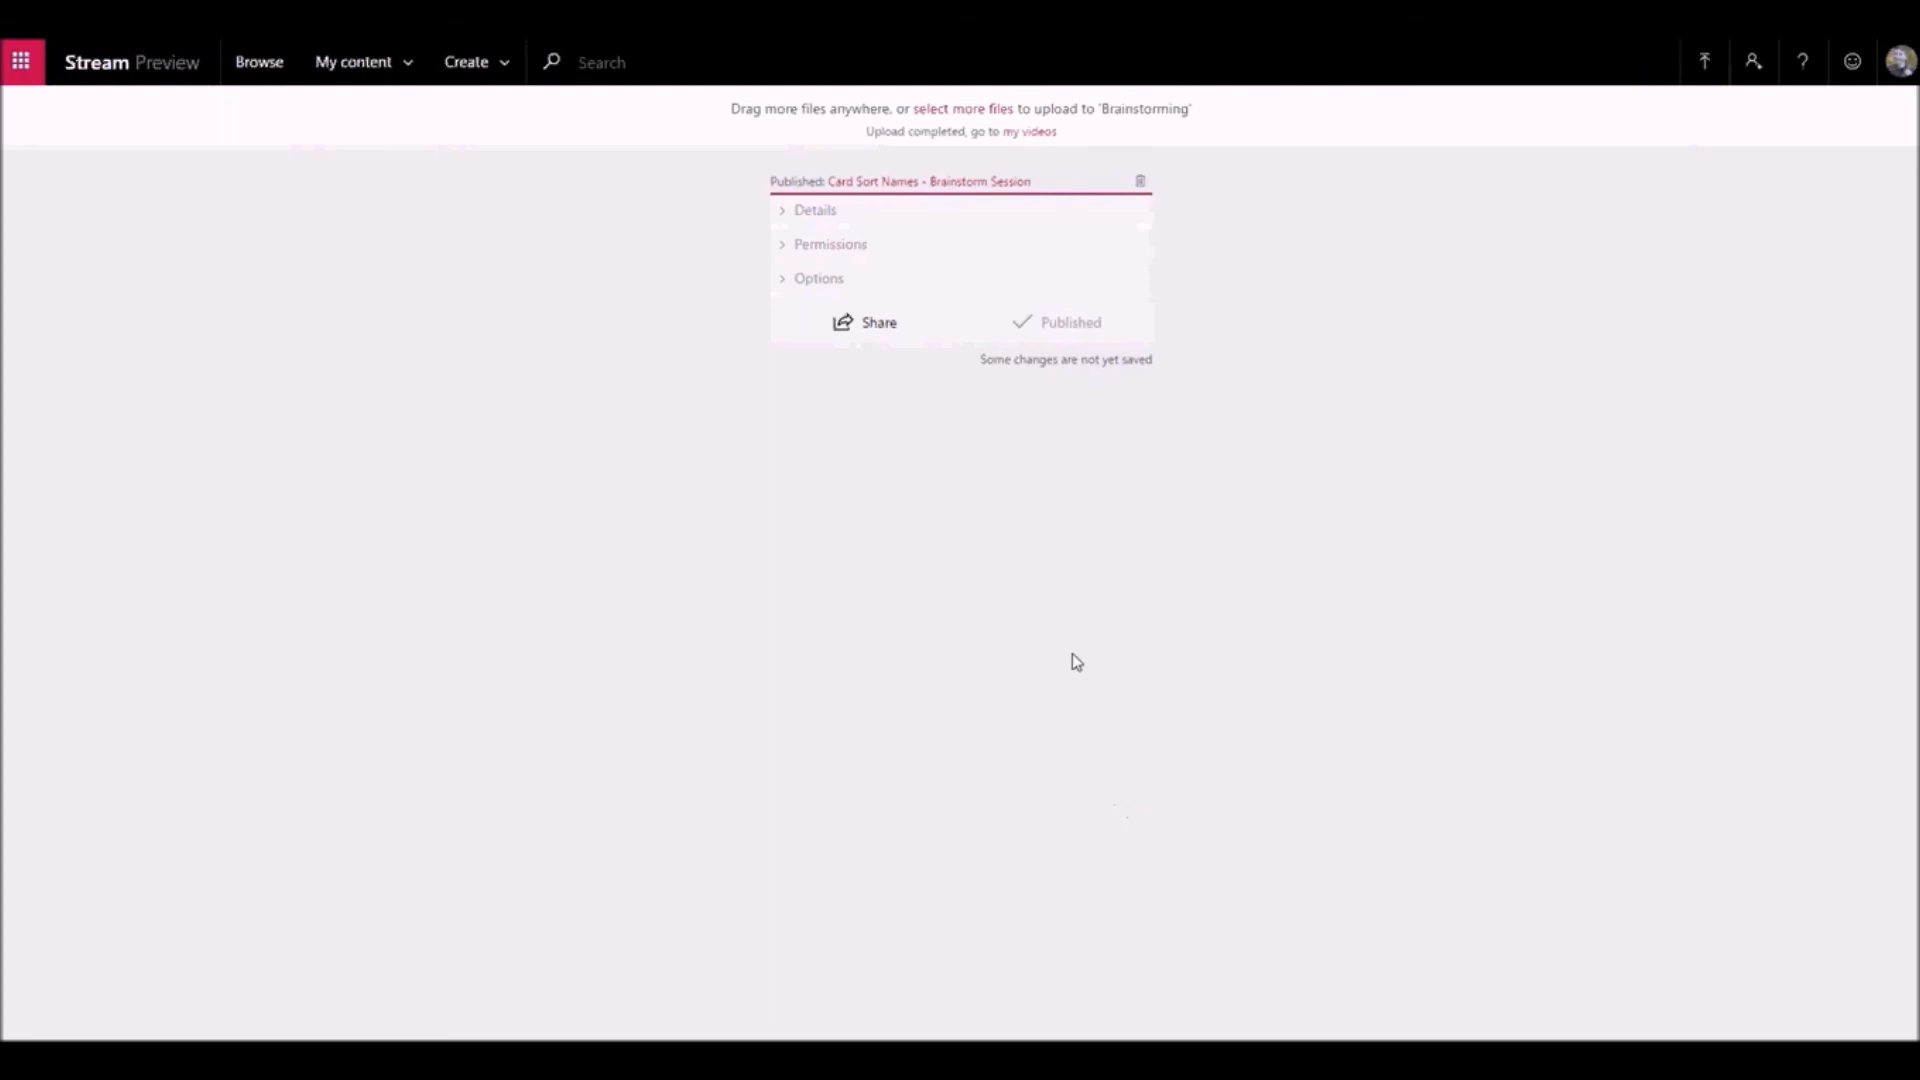 Stream Preview Browse My content Create Search
Drag more files anywhere, or select more files to upload to 'Brainstorming'
Upload completed, go to my videos
Published: Card Sort Names - Brainstorm Session
Details
Permissions
Options
Share Published
Some changes are not yet saved